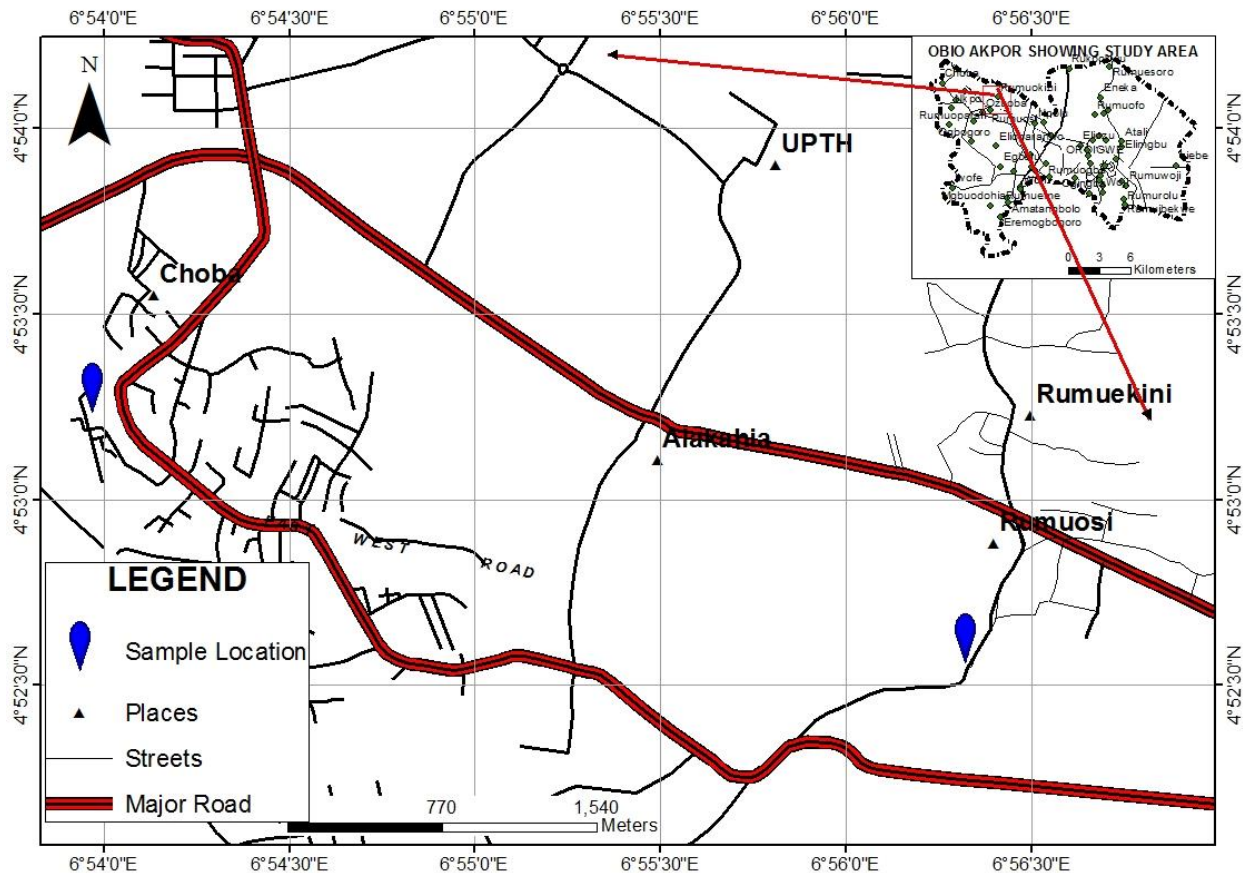 6°54'0"E 6°54'30"E 6°55'0"E 6°55'30"E 6°56'0"E 6°56'30"E
N
4°54'0"N
4°53'30"N
4°53'0"N
4°52'30"N
4°54'0"N
4°53'30"N
4°53'0"N
4°52'30"N
OBIO AKPOR SHOWING STUDY AREA
Choba
Rumuesoro
Eneka
Ozuoba
Rumuofo
Atali
Elimgbu
Ogbogoro
Rumuwoji
Rumurolu
Amatangbolo
Eremogbogoro
0 3 6
Kilometers
UPTH
Choba
Rumuekini
Alakahia
Rumuosi
WEST ROAD
LEGEND
Sample Location
Places
Streets
Major Road
770 1,540
Meters
6°54'0"E 6°54'30"E 6°55'0"E 6°55'30"E 6°56'0"E 6°56'30"E